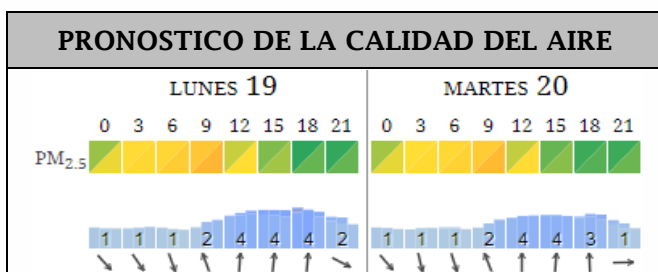 PRONOSTICO DE LA CALIDAD DEL AIRE
LUNES 19 MARTES 20
0 3 6 9 12 15 18 21 0 3 6 9 12 15 18 21
PM2.5
1 1 1 2 4 4 4 2 1 1 1 2 4 4 3 1